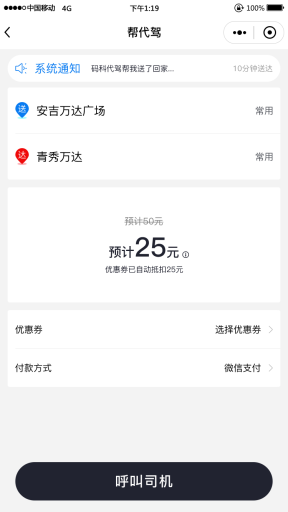 中国移动 4G 下午1:19 100%
帮代驾
系统通知 码科代驾帮我送了回家... 10分钟送达
送 安吉万达广场 常用
达 青秀万达 常用
预计50元
预计25元
优惠券已自动抵扣25元
优惠券 选择优惠券
付款方式 微信支付
呼叫司机